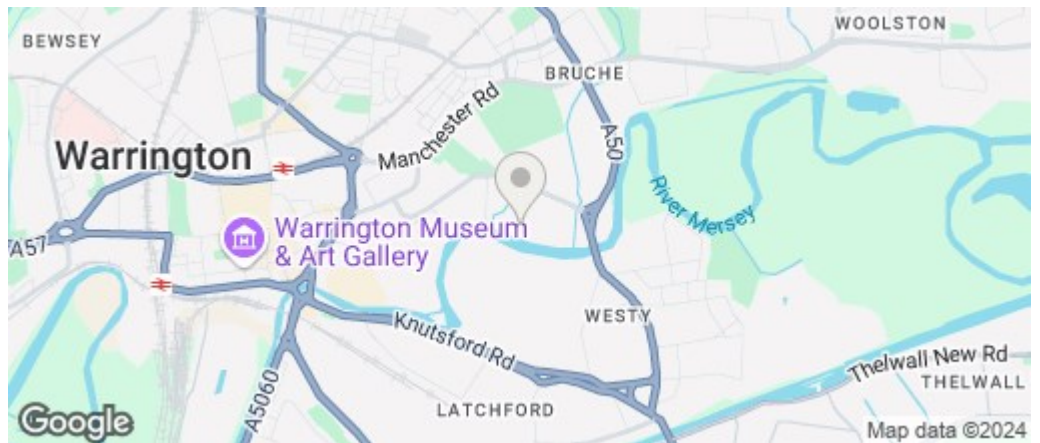 BEWSEY
WOOLSTON
BRUCHE
Manchester Rd
A50
Warrington
River Mersey
Warrington Museum
& Art Gallery
A57
WESTY
Knutsford Rd
Thelwall New Rd
THELWALL
A5060
LATCHFORD
Google
Map data ©2024